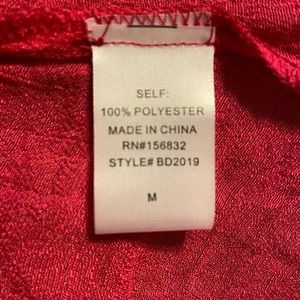 SELF:
100% POLYESTER
MADE IN CHINA
RN#156832
STYLE# BD2019
M